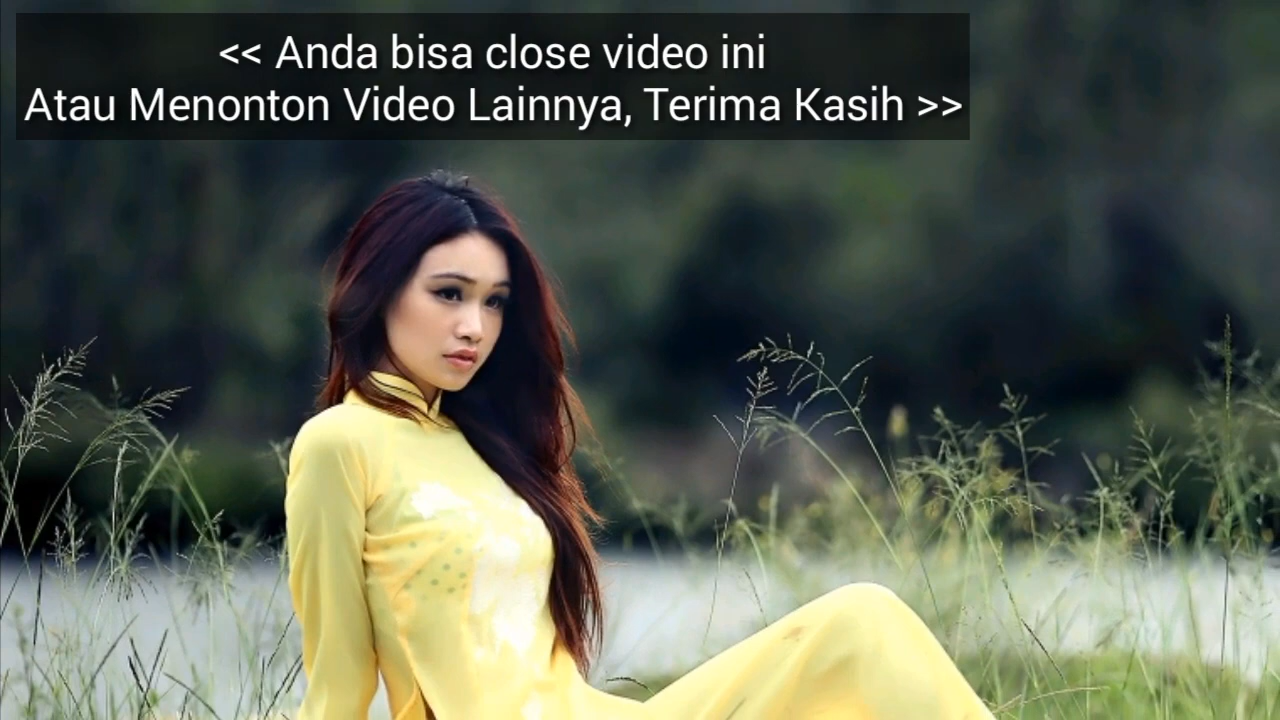 << Anda bisa close video ini
Atau Menonton Video Lainnya, Terima Kasih >>